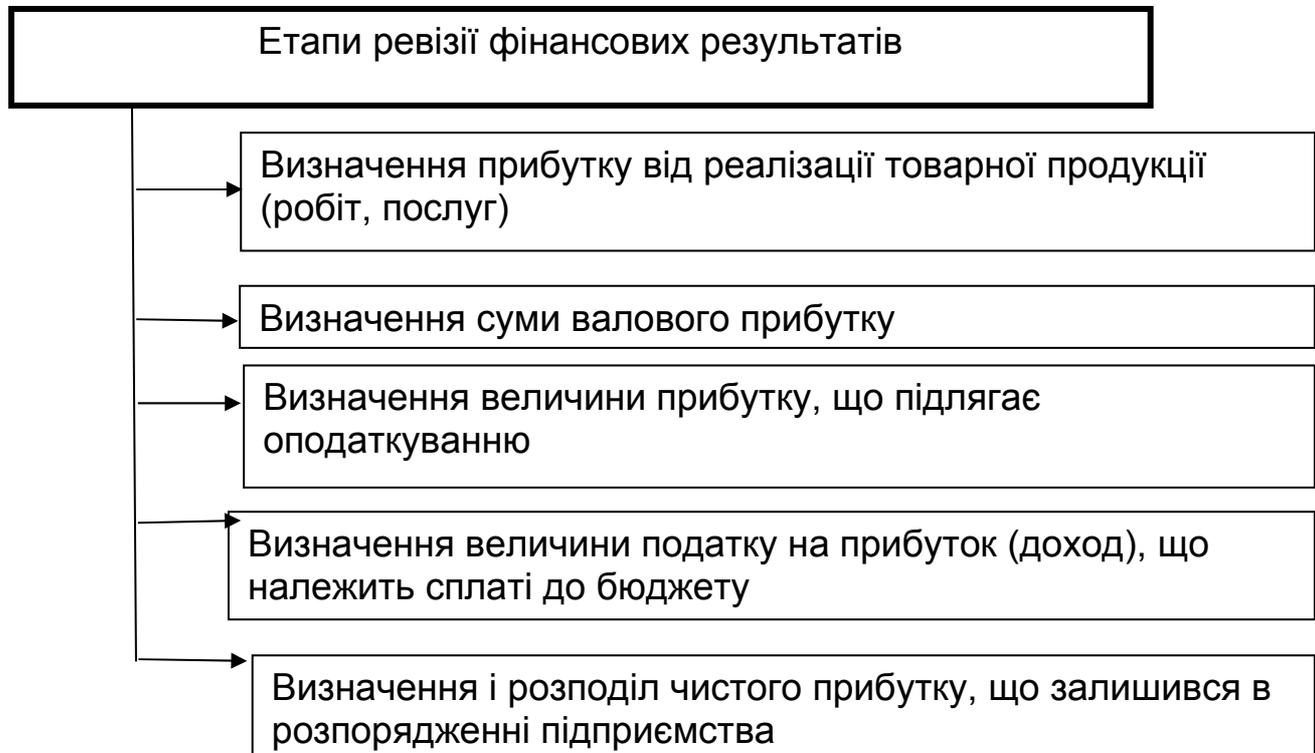 Етапи ревізії фінансових результатів
Визначення прибутку від реалізації товарної продукції
(робіт, послуг)
Визначення суми валового прибутку
Визначення величини прибутку, що підлягає
оподаткуванню
Визначення величини податку на прибуток (доход), що
належить сплаті до бюджету
Визначення і розподіл чистого прибутку, що залишився в
розпорядженні підприємства